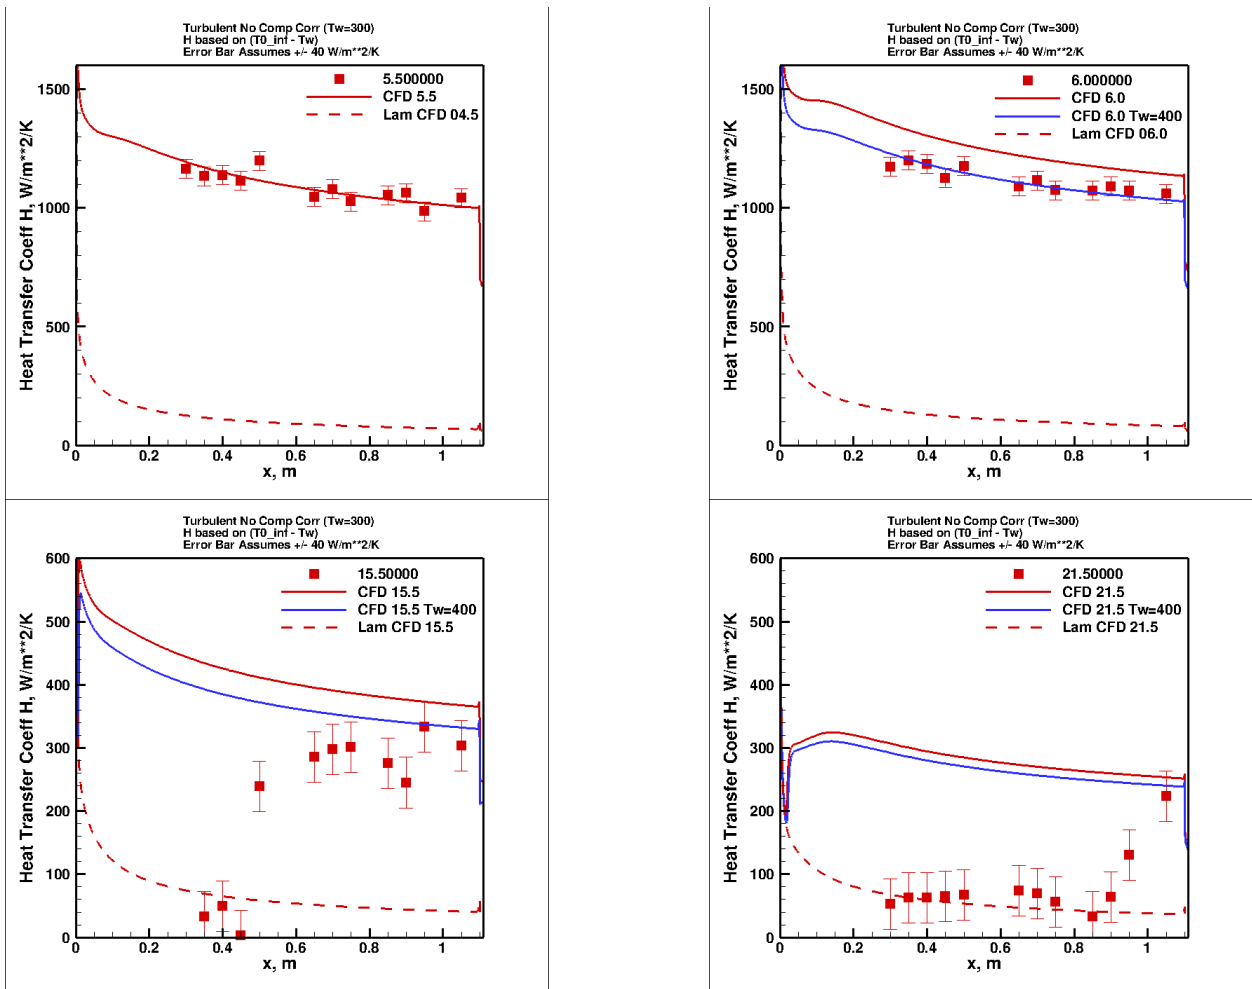 Turbulent No Comp Corr (Tw=300)
H based on (T0_inf - Tw)
Error Bar Assumes +/- 40 W/m**2/K
5.500000
CFD 5.5
Lam CFD 04.5
Heat Transfer Coeff H, W/m**2/K
1500
1000
500
0
0 0.2 0.4 0.6 0.8 1
x, m
Turbulent No Comp Corr (Tw=300)
H based on (T0_inf - Tw)
Error Bar Assumes +/- 40 W/m**2/K
6.000000
CFD 6.0
CFD 6.0 Tw=400
Lam CFD 06.0
Heat Transfer Coeff H, W/m**2/K
1500
1000
500
0
0 0.2 0.4 0.6 0.8 1
x, m
Turbulent No Comp Corr (Tw=300)
H based on (T0_inf - Tw)
Error Bar Assumes +/- 40 W/m**2/K
15.50000
CFD 15.5
CFD 15.5 Tw=400
Lam CFD 15.5
Heat Transfer Coeff H, W/m**2/K
600
500
400
300
200
100
0
0 0.2 0.4 0.6 0.8 1
x, m
Turbulent No Comp Corr (Tw=300)
H based on (T0_inf - Tw)
Error Bar Assumes +/- 40 W/m**2/K
21.50000
CFD 21.5
CFD 21.5 Tw=400
Lam CFD 21.5
Heat Transfer Coeff H, W/m**2/K
600
500
400
300
200
100
0
0 0.2 0.4 0.6 0.8 1
x, m